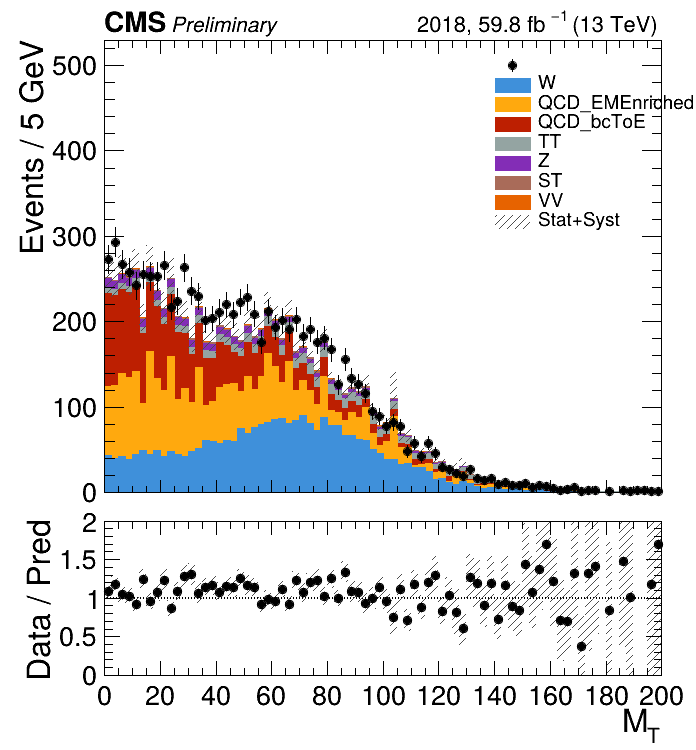 CMS Preliminary 2018, 59.8 fb⁻¹ (13 TeV)
Events / 5 GeV
500
400
300
200
100
0
W
QCD_EMEnriched
QCD_bcToE
TT
Z
ST
VV
Stat+Syst
Data / Pred
2
1.5
1
0.5
0
0 20 40 60 80 100 120 140 160 180 200
M_T